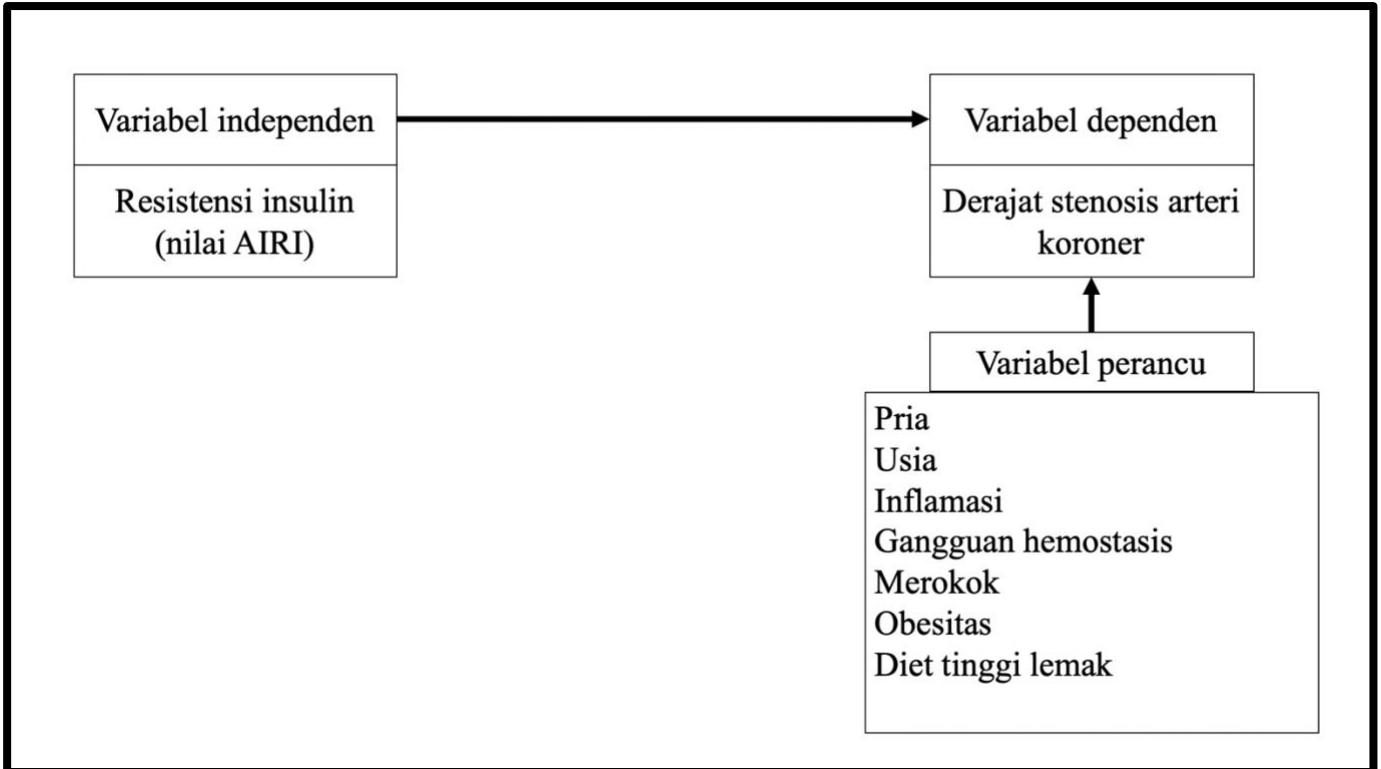 Variabel independen
Resistensi insulin
(nilai AIRI)
Variabel dependen
Derajat stenosis arteri
koroner
Variabel perancu
Pria
Usia
Inflamasi
Gangguan hemostasis
Merokok
Obesitas
Diet tinggi lemak